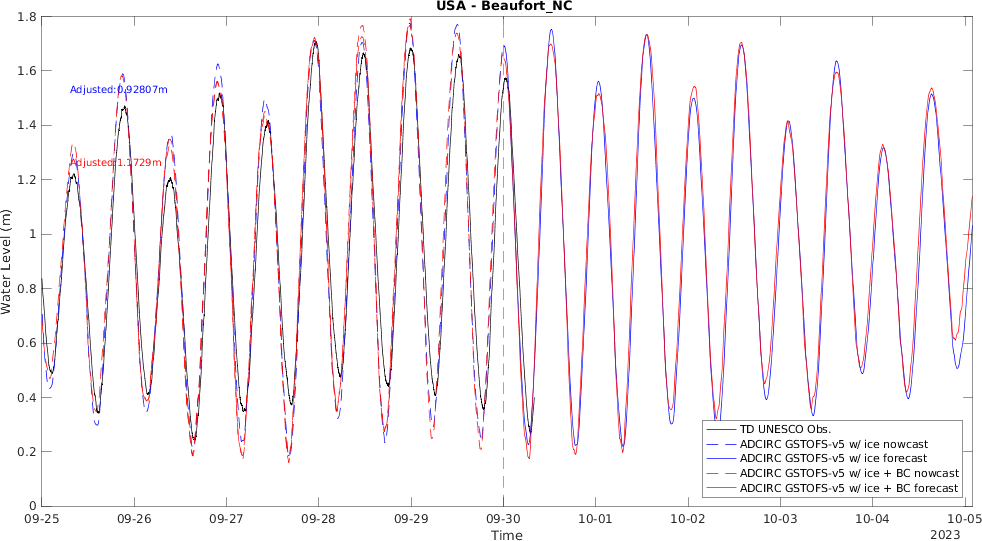 USA - Beaufort_NC
1.8
1.6
1.4
1.2
1
0.8
0.6
0.4
0.2
0
Water Level (m)
Adjusted:0.92807m
Adjusted:1.1729m
TD UNESCO Obs.
ADCIRC GSTOFS-v5 w/ ice nowcast
ADCIRC GSTOFS-v5 w/ ice forecast
ADCIRC GSTOFS-v5 w/ ice + BC nowcast
ADCIRC GSTOFS-v5 w/ ice + BC forecast
09-25 09-26 09-27 09-28 09-29 09-30 10-01 10-02 10-03 10-04 10-05
Time
2023